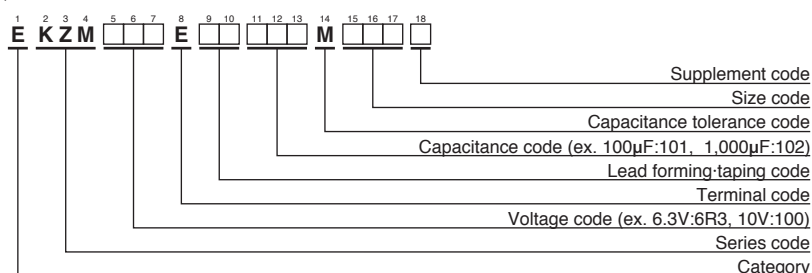 1 2 3 4 5 6 7 8 9 10 11 12 13 14 15 16 17 18
E K Z M E M
Supplement code
Size code
Capacitance tolerance code
Capacitance code (ex. 100µF:101, 1,000µF:102)
Lead forming·taping code
Terminal code
Voltage code (ex. 6.3V:6R3, 10V:100)
Series code
Category